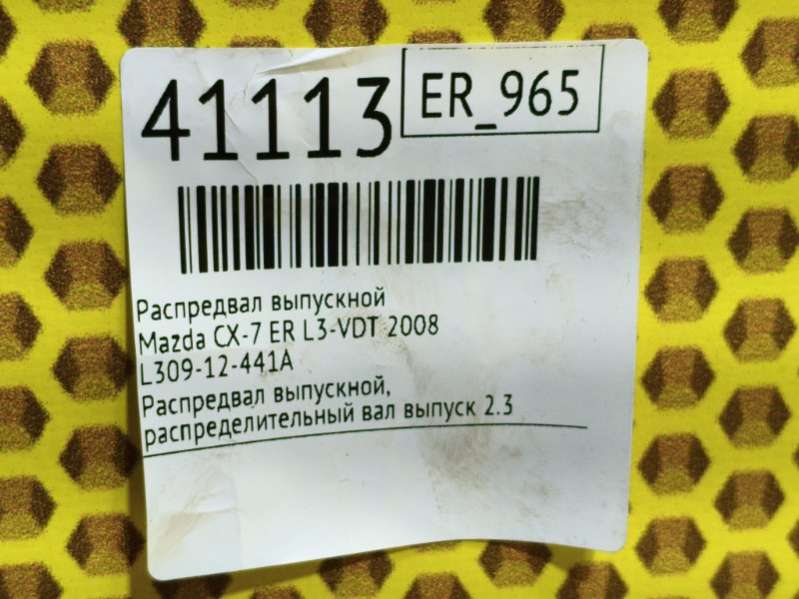 41113
ER_965
Распредвал выпускной
Mazda CX-7 ER L3-VDT 2008
L309-12-441A
Распредвал выпускной,
распределительный вал выпуск 2.3